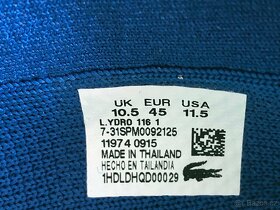 UK EUR USA
10.5 45 11.5
L.YDRO 116 1
7-31SPM0092125
11974 0915
MADE IN THAILAND
HECHO EN TAILANDIA
1HDLDHQD00029